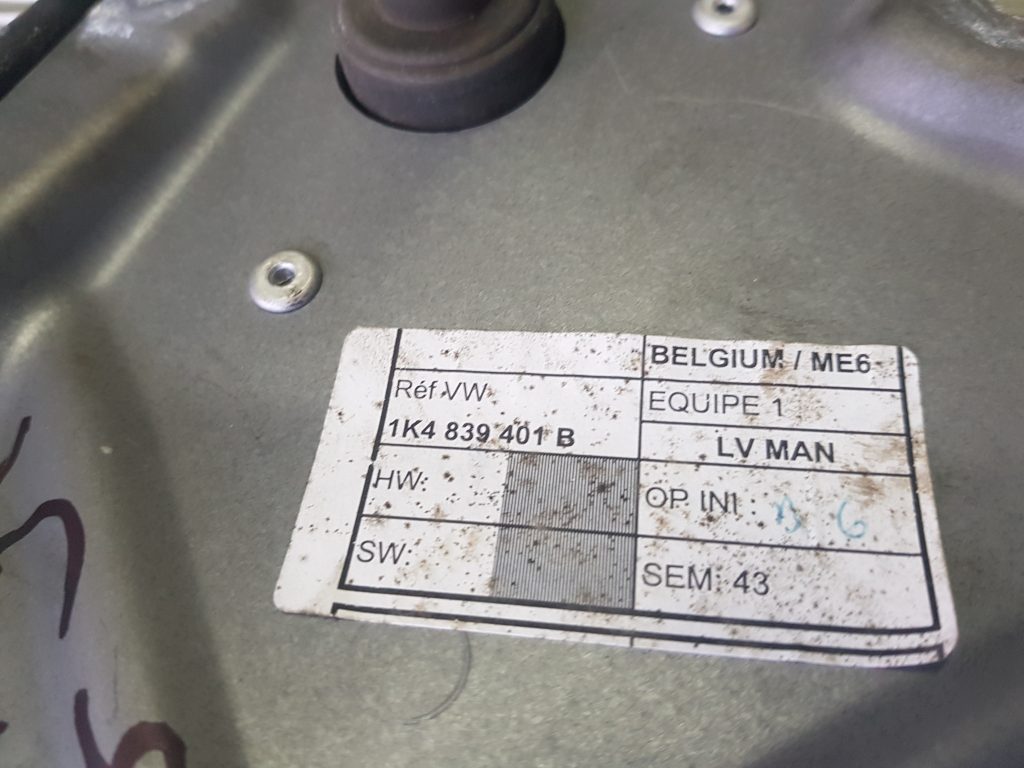 BELGIUM / ME6
Réf VW
EQUIPE 1
1K4 839 401 B
LV MAN
HW:
OP. INI :
SW:
SEM: 43